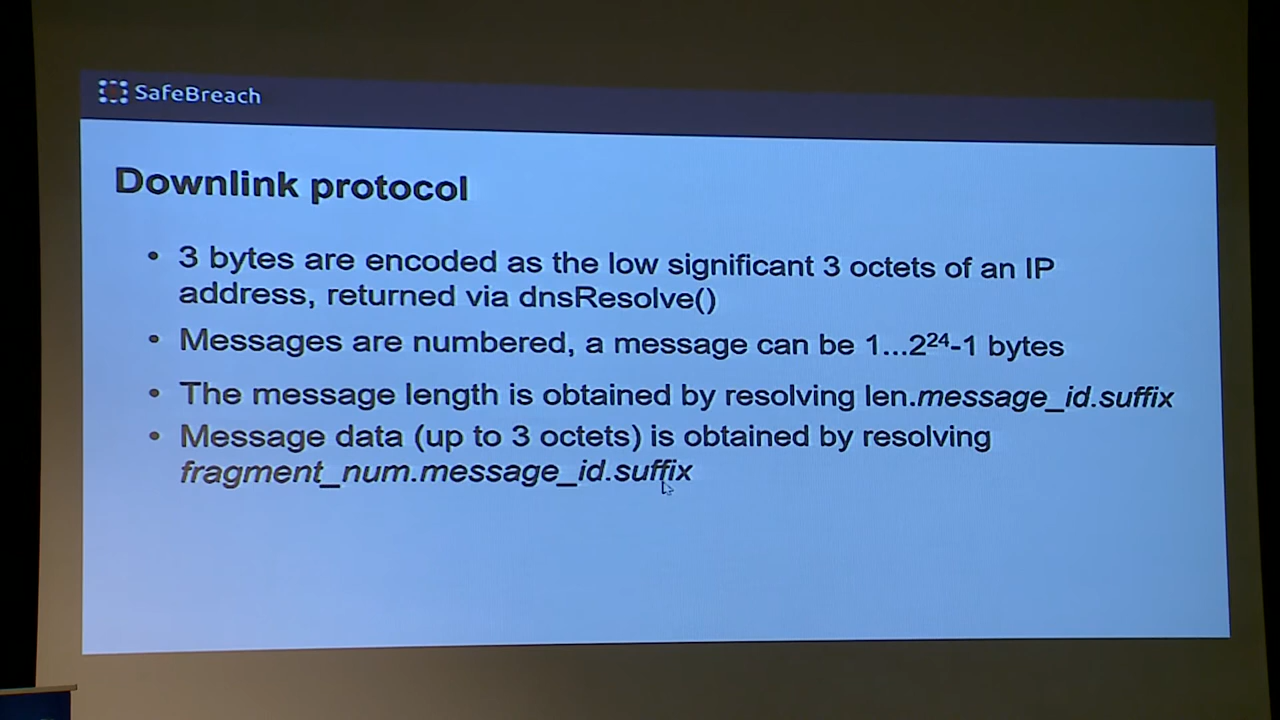 SafeBreach
Downlink protocol
• 3 bytes are encoded as the low significant 3 octets of an IP
address, returned via dnsResolve()
• Messages are numbered, a message can be 1...2²⁴-1 bytes
• The message length is obtained by resolving len.message_id.suffix
• Message data (up to 3 octets) is obtained by resolving
fragment_num.message_id.suffix